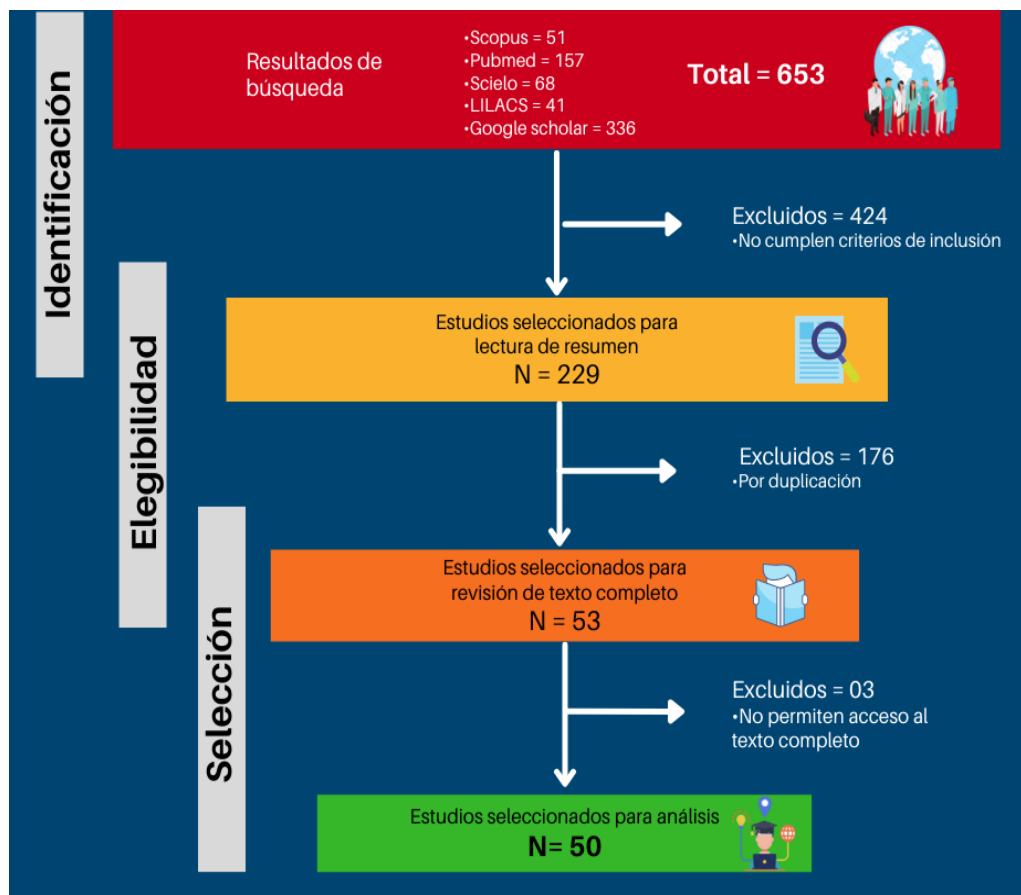 Identificación
Resultados de
búsqueda
•Scopus = 51
•Pubmed = 157
•Scielo = 68
•LILACS = 41
•Google scholar = 336
Total = 653
Excluidos = 424
•No cumplen criterios de inclusión
Elegibilidad
Estudios seleccionados para
lectura de resumen
N = 229
Excluidos = 176
•Por duplicación
Selección
Estudios seleccionados para
revisión de texto completo
N = 53
Excluidos = 03
•No permiten acceso al
texto completo
Estudios seleccionados para análisis
N= 50